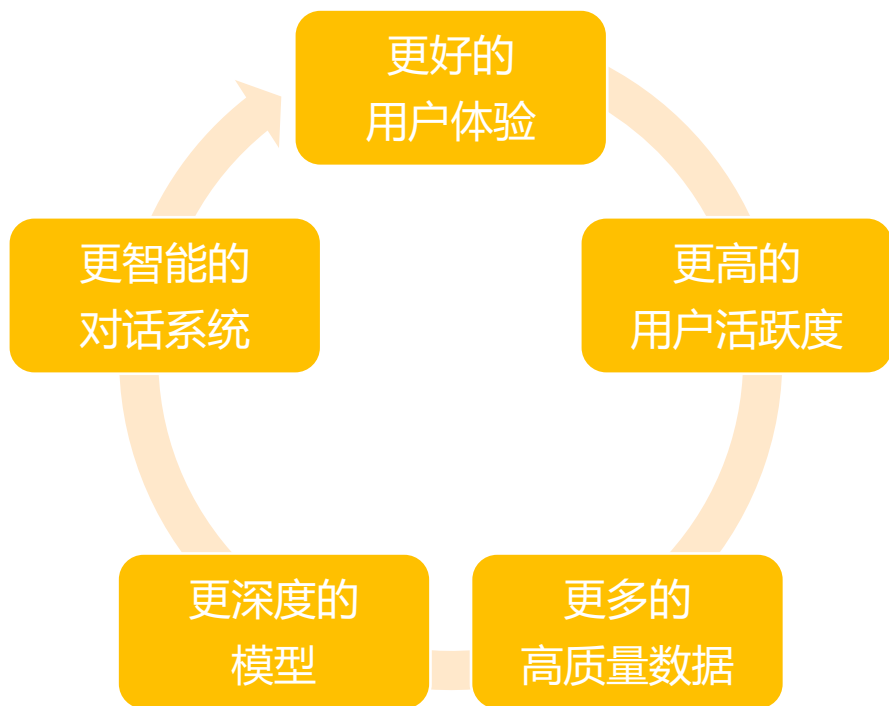 更好的
用户体验
更高的
用户活跃度
更多的
高质量数据
更深度的
模型
更智能的
对话系统